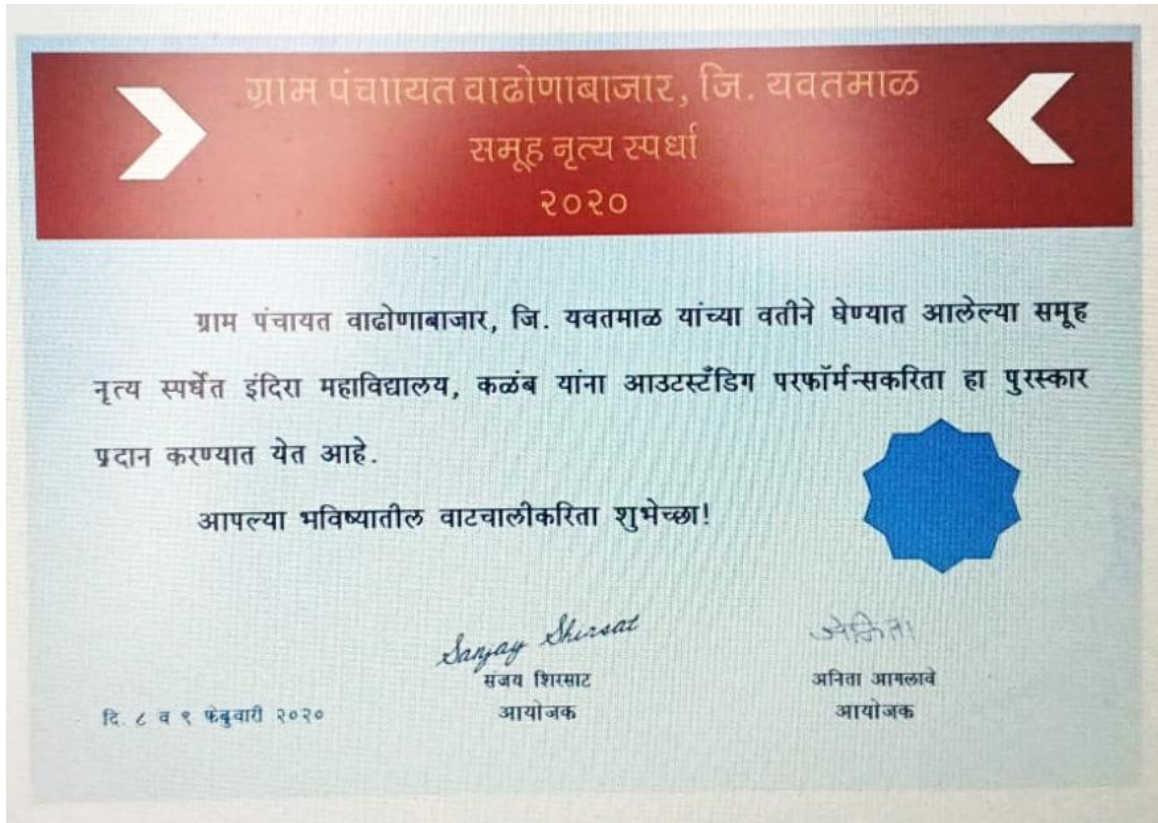 ग्राम पंचाायत वाढोणाबाजार, जि. यवतमाळ
समूह नृत्य स्पर्धा
२०२०
ग्राम पंचायत वाढोणाबाजार, जि. यवतमाळ यांच्या वतीने घेण्यात आलेल्या समूह
नृत्य स्पर्धेत इंदिरा महाविद्यालय, कळंब यांना आउटस्टँडिग परफॉर्मन्सकरिता हा पुरस्कार
प्रदान करण्यात येत आहे.
आपल्या भविष्यातील वाटचालीकरिता शुभेच्छा!
Sanjay Shirsat
संजय शिरसाट
आयोजक
अनिता आगलावे
आयोजक
दि. ८ व ९ फेब्रुवारी २०२०